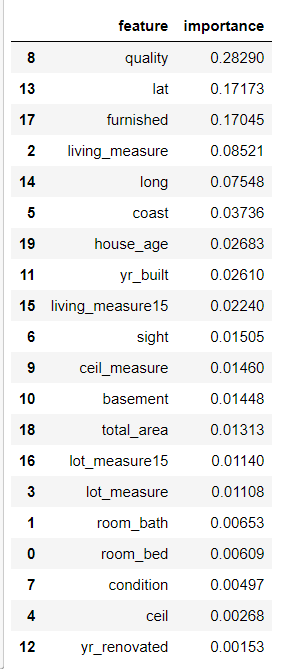 feature importance
8 quality 0.28290
13 lat 0.17173
17 furnished 0.17045
2 living_measure 0.08521
14 long 0.07548
5 coast 0.03736
19 house_age 0.02683
11 yr_built 0.02610
15 living_measure15 0.02240
6 sight 0.01505
9 ceil_measure 0.01460
10 basement 0.01448
18 total_area 0.01313
16 lot_measure15 0.01140
3 lot_measure 0.01108
1 room_bath 0.00653
0 room_bed 0.00609
7 condition 0.00497
4 ceil 0.00268
12 yr_renovated 0.00153